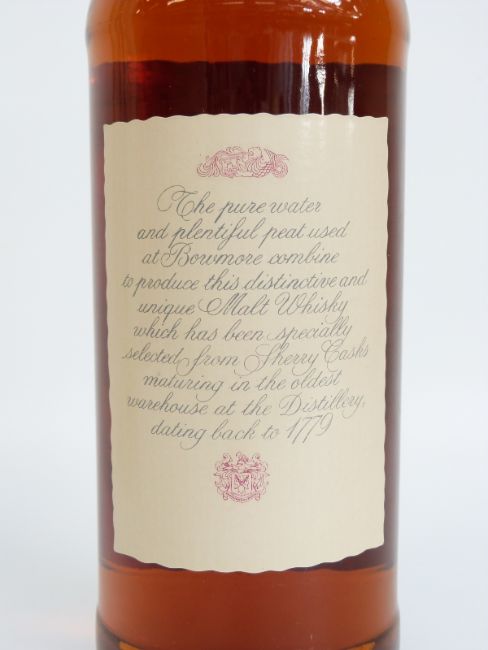 The pure water
and plentiful peat used
at Bowmore combine
to produce this distinctive and
unique Malt Whisky
which has been specially
selected from Sherry Casks
maturing in the oldest
warehouse at the Distillery,
dating back to 1779